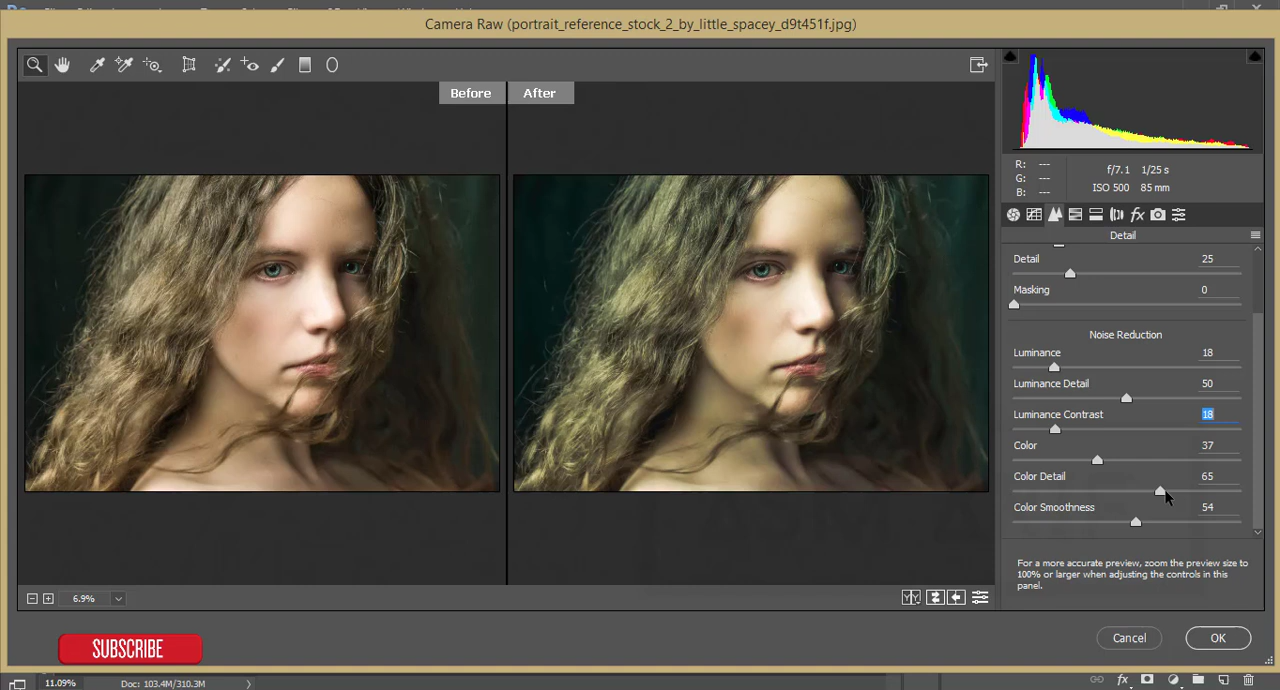 Camera Raw (portrait_reference_stock_2_by_little_spacey_d9t451f.jpg)
Before
After
R: ---
G: ---
B: ---
f/7.1 1/25 s
ISO 500 85 mm
fx
Detail
Detail 25
Masking 0
Noise Reduction
Luminance 18
Luminance Detail 50
Luminance Contrast 18
Color 37
Color Detail 65
Color Smoothness 54
For a more accurate preview, zoom the preview size to
100% or larger when adjusting the controls in this
panel.
6.9%
Y Y
Cancel
OK
SUBSCRIBE
11.09%
Doc: 103.4M/310.3M
fx